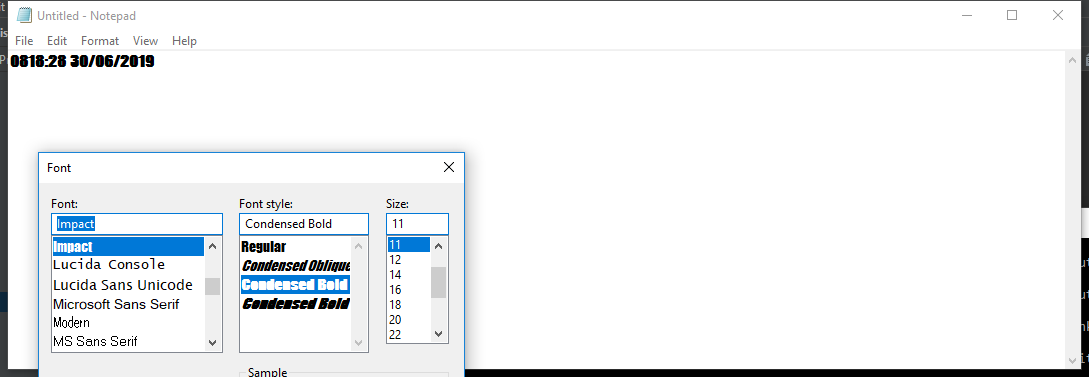 Untitled - Notepad
File Edit Format View Help
0818:28 30/06/2019
Font
Font: Font style: Size:
Impact Condensed Bold 11
Impact Regular 11
Lucida Console Condensed Oblique 12
Lucida Sans Unicode Condensed Bold 14
Microsoft Sans Serif Condensed Bold 16
Modern 18
MS Sans Serif 20
22
Sample